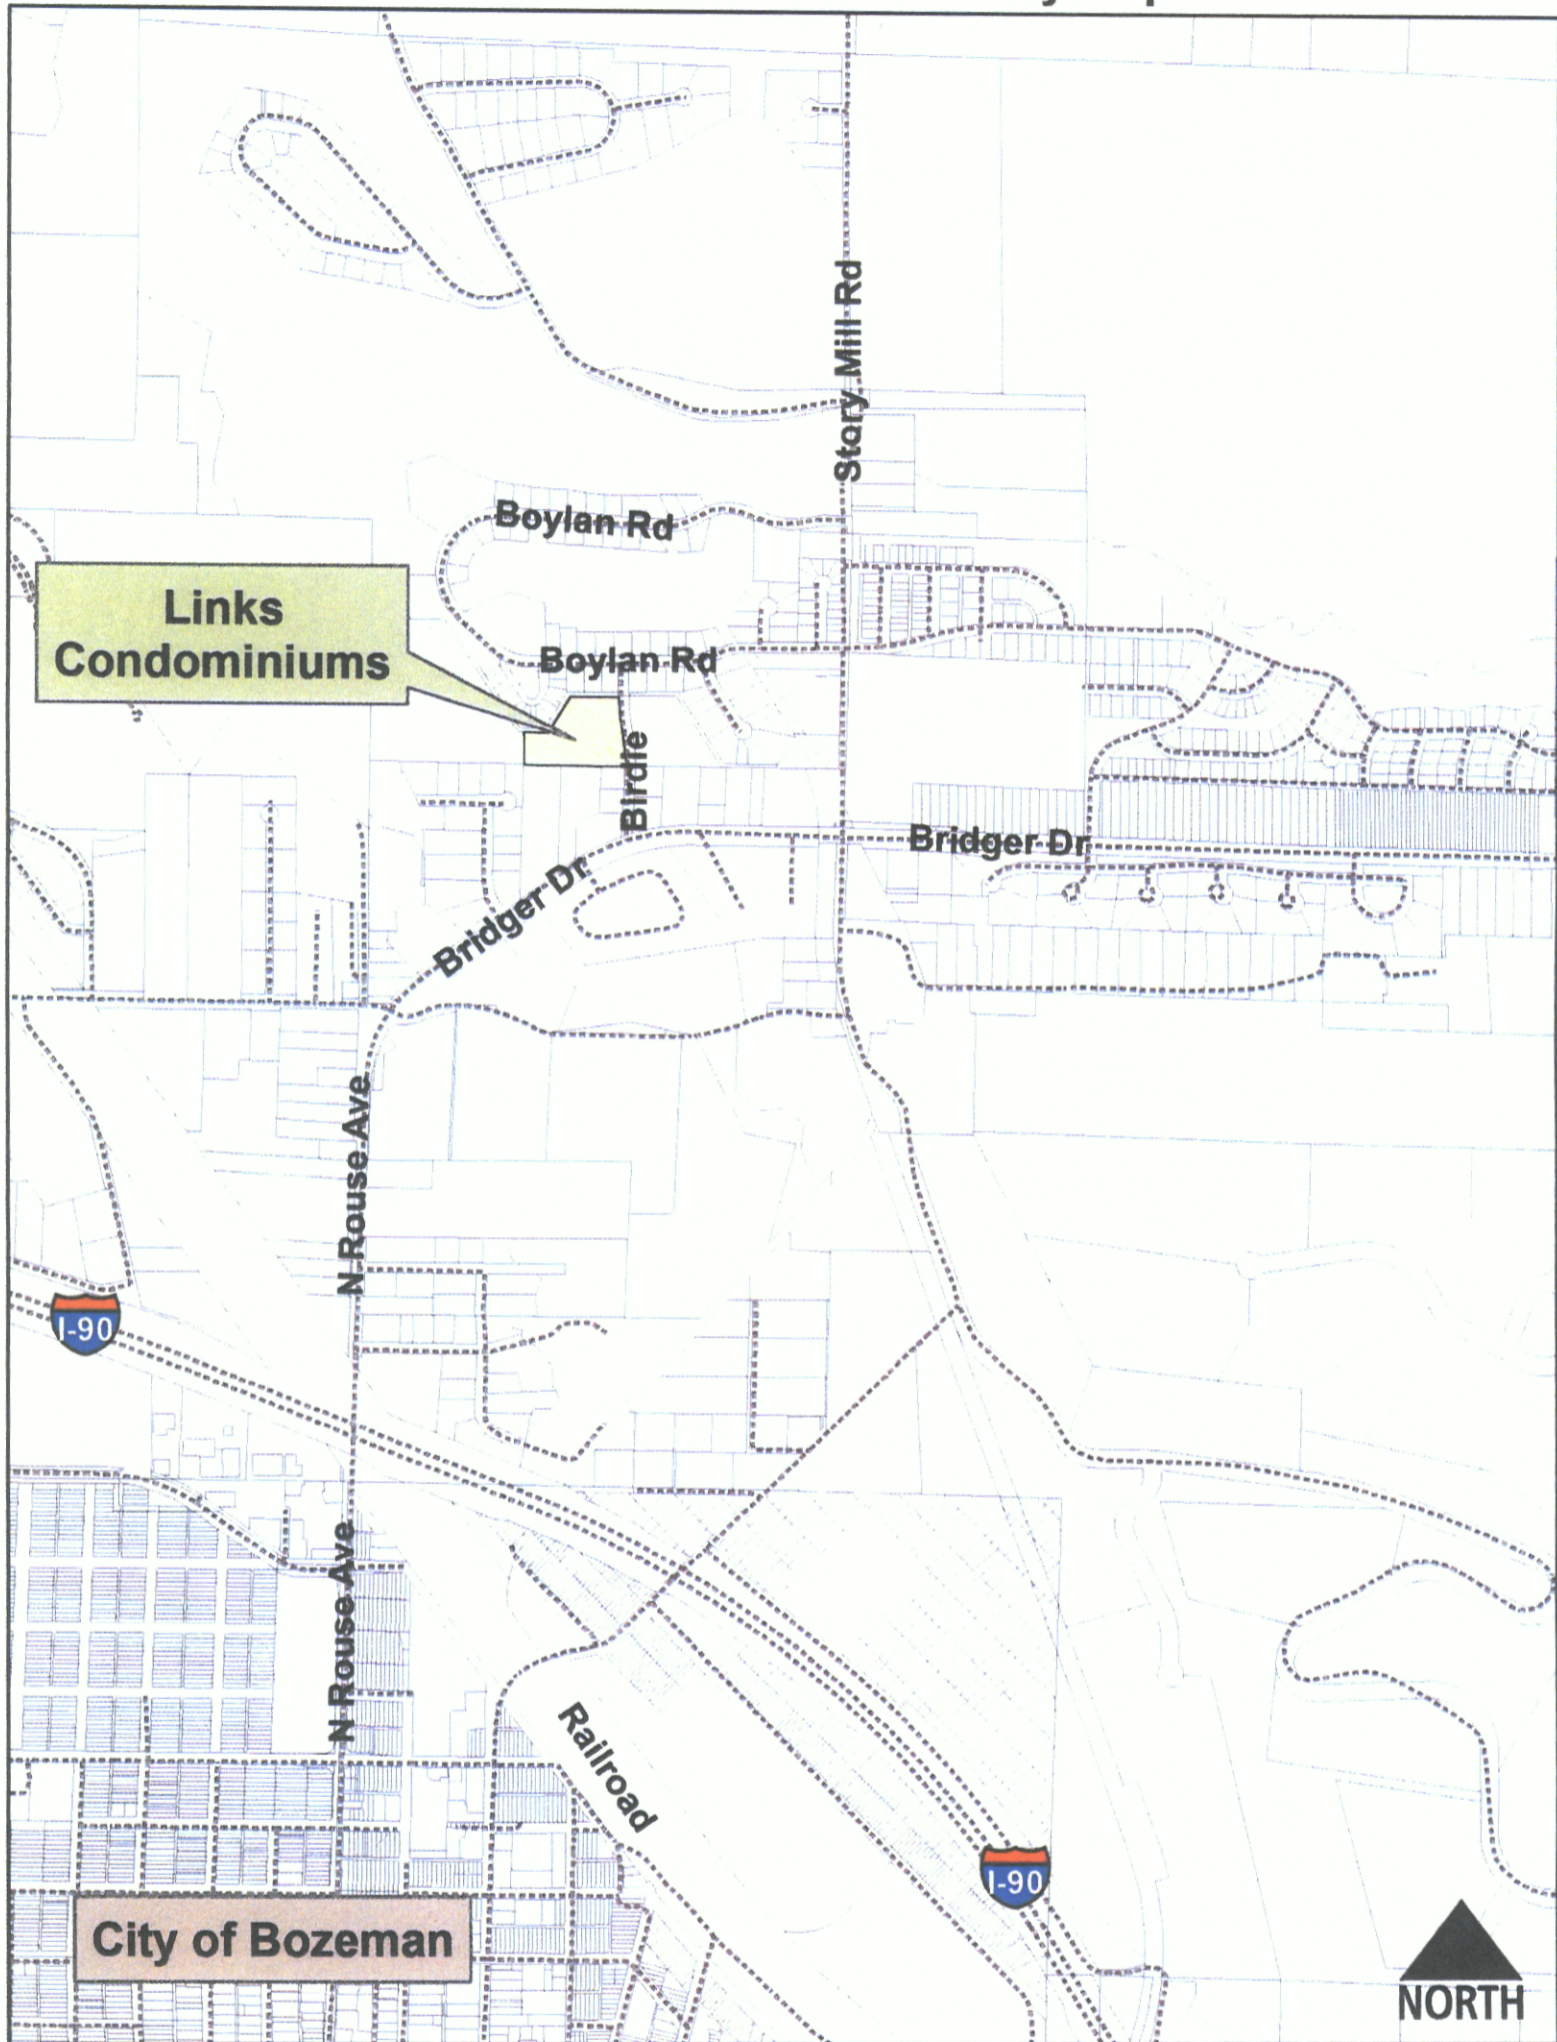 Story Mill Rd
Boylan Rd
Links
Condominiums
Boylan Rd
Birdie
Bridger Dr
Bridger Dr
N Rouse Ave
I-90
N Rouse Ave
Railroad
I-90
City of Bozeman
NORTH